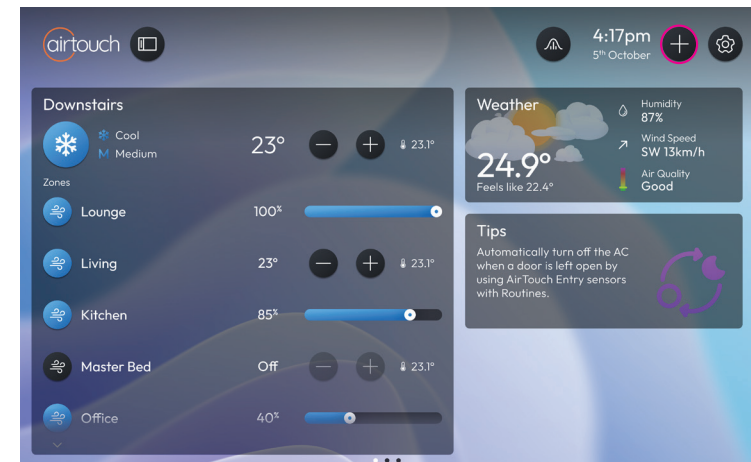 airtouch
4:17pm
5th October
Downstairs
Cool
M Medium
23°
23.1°
Zones
Lounge
100%
Living
23°
23.1°
Kitchen
85%
Master Bed
Off
23.1°
Office
40%
Weather
24.9°
Feels like 22.4°
Humidity
87%
Wind Speed
SW 13km/h
Air Quality
Good
Tips
Automatically turn off the AC
when a door is left open by
using AirTouch Entry sensors
with Routines.